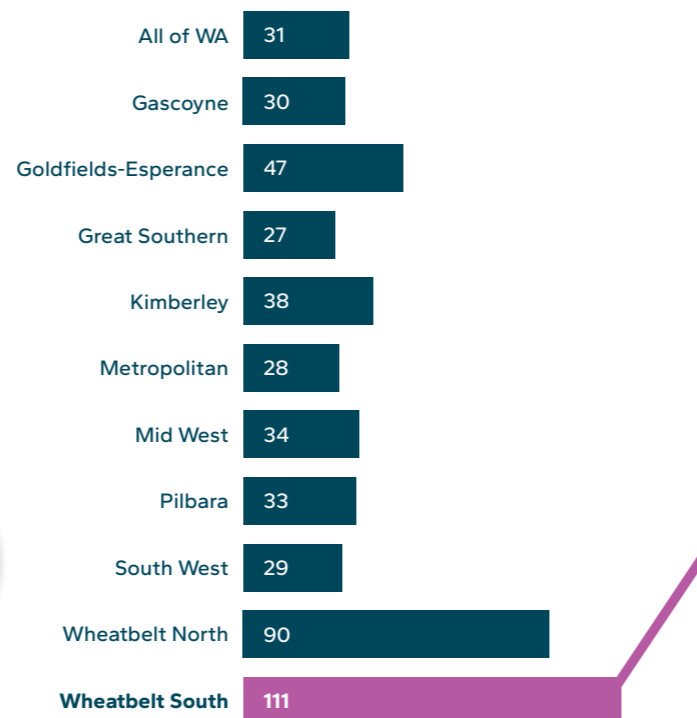 All of WA 31
Gascoyne 30
Goldfields-Esperance 47
Great Southern 27
Kimberley 38
Metropolitan 28
Mid West 34
Pilbara 33
South West 29
Wheatbelt North 90
Wheatbelt South 111